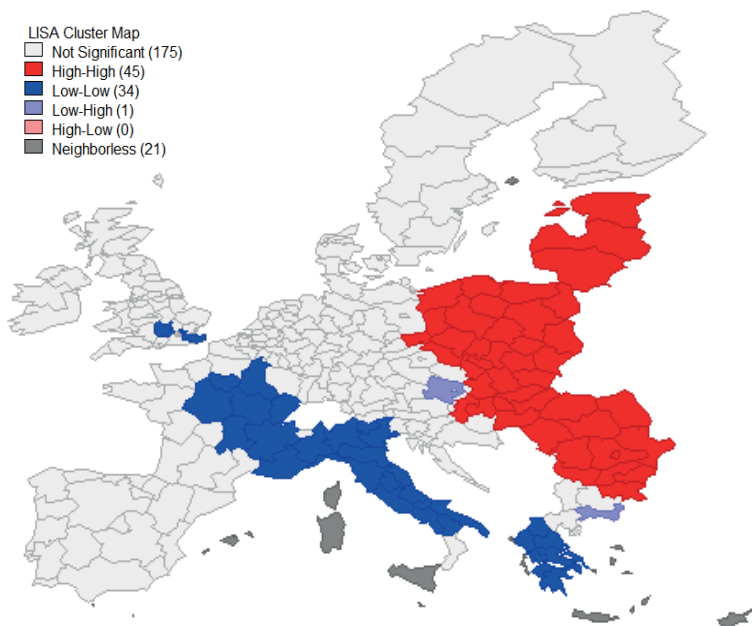 LISA Cluster Map
Not Significant (175)
High-High (45)
Low-Low (34)
Low-High (1)
High-Low (0)
Neighborless (21)